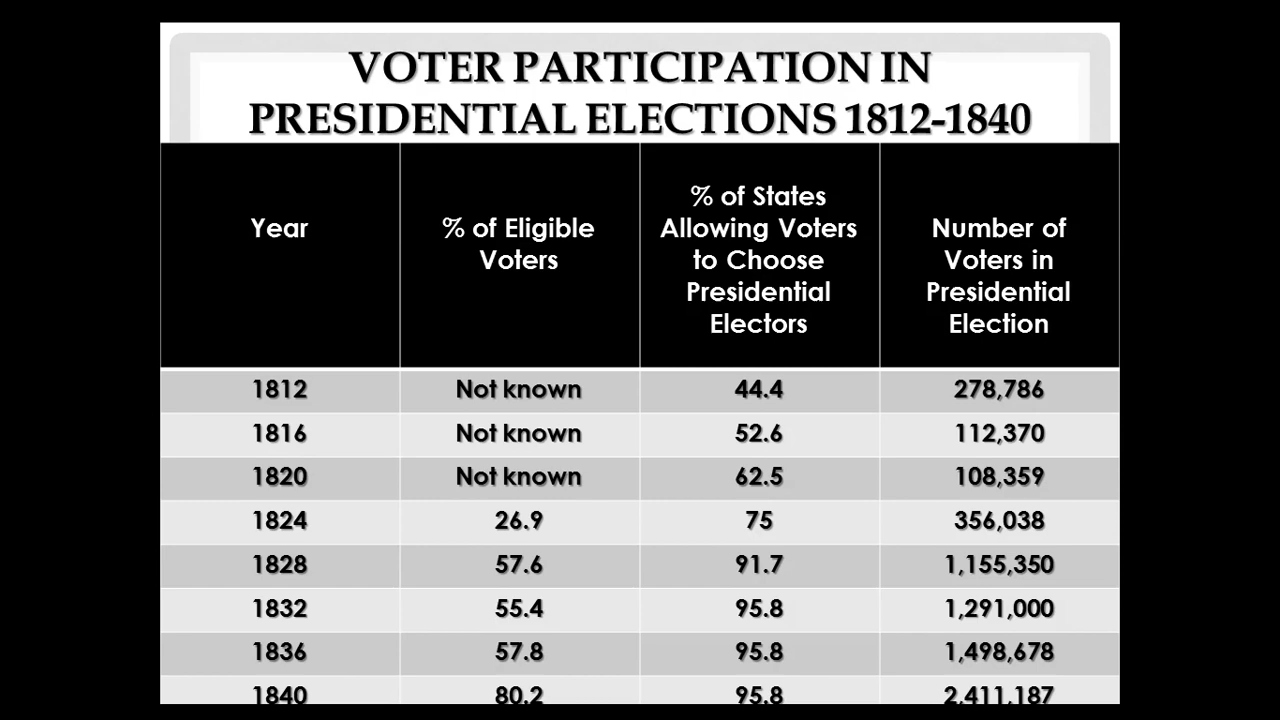 VOTER PARTICIPATION IN
PRESIDENTIAL ELECTIONS 1812-1840
Year
% of Eligible
Voters
% of States
Allowing Voters
to Choose
Presidential
Electors
Number of
Voters in
Presidential
Election
1812 Not known 44.4 278,786
1816 Not known 52.6 112,370
1820 Not known 62.5 108,359
1824 26.9 75 356,038
1828 57.6 91.7 1,155,350
1832 55.4 95.8 1,291,000
1836 57.8 95.8 1,498,678
1840 80.2 95.8 2,411,187